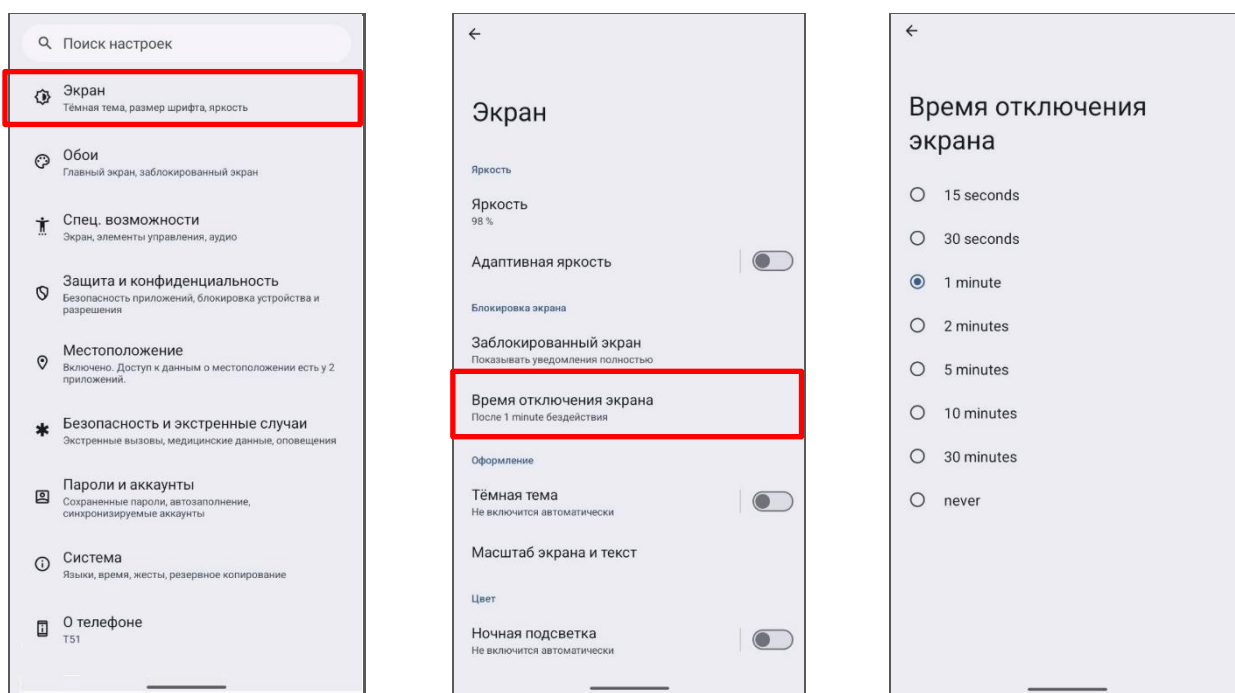 Поиск настроек
Экран
Тёмная тема, размер шрифта, яркость
Обои
Главный экран, заблокированный экран
Спец. возможности
Экран, элементы управления, аудио
Защита и конфиденциальность
Безопасность приложений, блокировка устройства и
разрешения
Местоположение
Включено. Доступ к данным о местоположении есть у 2
приложений.
Безопасность и экстренные случаи
Экстренные вызовы, медицинские данные, оповещения
Пароли и аккаунты
Сохраненные пароли, автозаполнение,
синхронизируемые аккаунты
Система
Языки, время, жесты, резервное копирование
О телефоне
T51
Экран
Яркость
Яркость
98 %
Адаптивная яркость
Блокировка экрана
Заблокированный экран
Показывать уведомления полностью
Время отключения экрана
После 1 minute бездействия
Оформление
Тёмная тема
Не включится автоматически
Масштаб экрана и текст
Цвет
Ночная подсветка
Не включится автоматически
Время отключения
экрана
15 seconds
30 seconds
1 minute
2 minutes
5 minutes
10 minutes
30 minutes
never